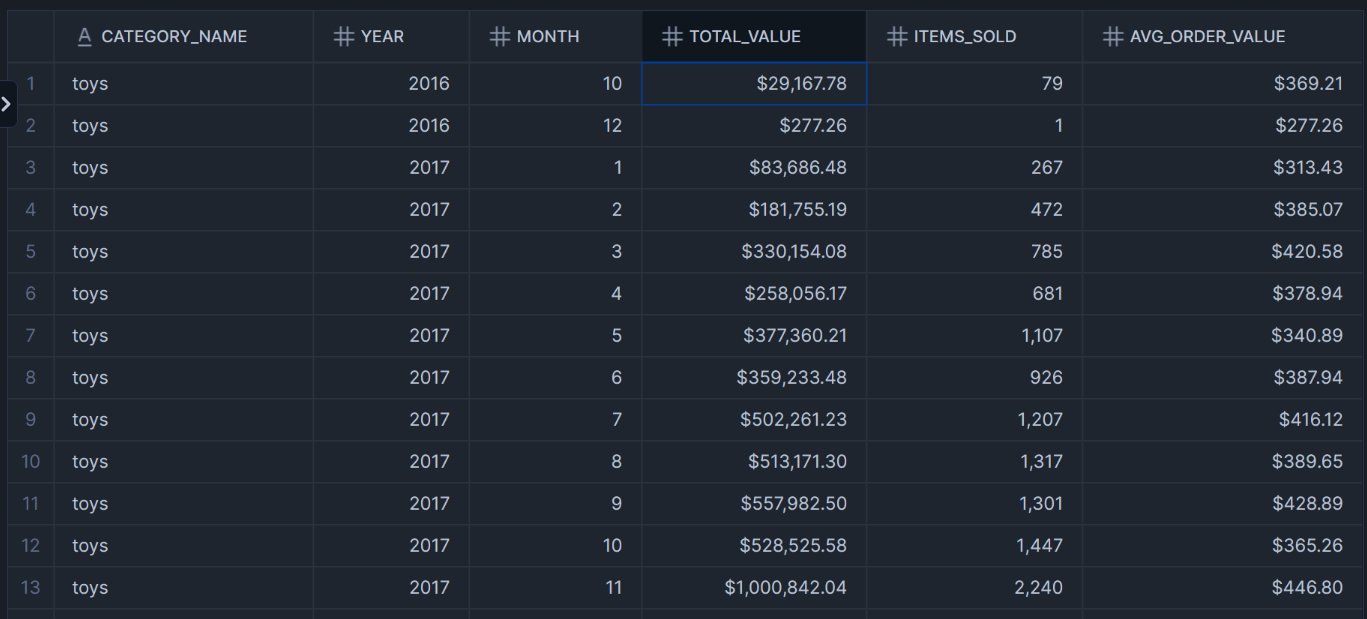 CATEGORY_NAME YEAR MONTH TOTAL_VALUE ITEMS_SOLD AVG_ORDER_VALUE
1 toys 2016 10 $29,167.78 79 $369.21
2 toys 2016 12 $277.26 1 $277.26
3 toys 2017 1 $83,686.48 267 $313.43
4 toys 2017 2 $181,755.19 472 $385.07
5 toys 2017 3 $330,154.08 785 $420.58
6 toys 2017 4 $258,056.17 681 $378.94
7 toys 2017 5 $377,360.21 1,107 $340.89
8 toys 2017 6 $359,233.48 926 $387.94
9 toys 2017 7 $502,261.23 1,207 $416.12
10 toys 2017 8 $513,171.30 1,317 $389.65
11 toys 2017 9 $557,982.50 1,301 $428.89
12 toys 2017 10 $528,525.58 1,447 $365.26
13 toys 2017 11 $1,000,842.04 2,240 $446.80